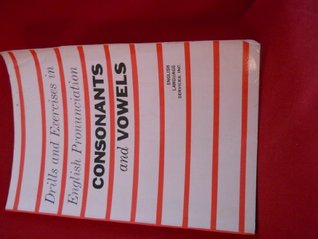 Drills and Exercises in
English Pronunciation
CONSONANTS
and VOWELS
ENGLISH
LANGUAGE
SERVICES INC.